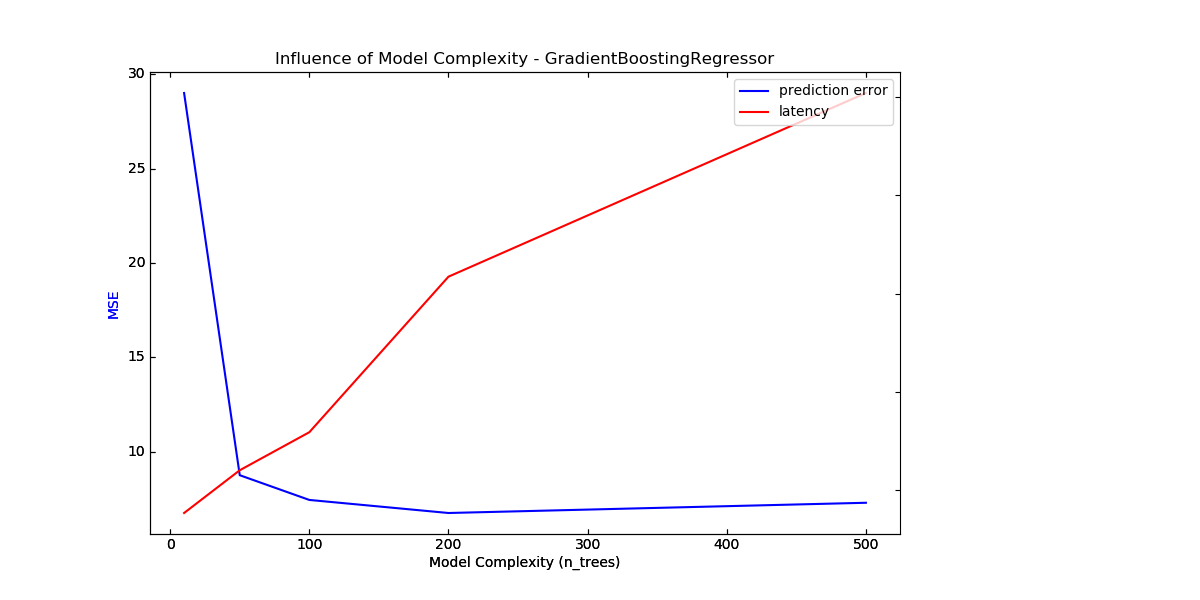 Influence of Model Complexity - GradientBoostingRegressor
prediction error
latency
30
25
20
15
10
MSE
0
100
200
300
400
500
Model Complexity (n_trees)